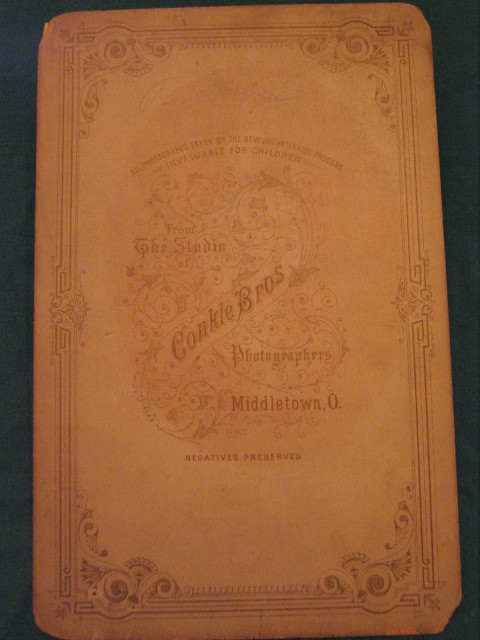 ALL PHOTOGRAPHS TAKEN BY THE NEW INSTANTANEOUS PROCESS
INVALUABLE FOR CHILDREN
From
The Studio
of
Conkle Bros
Photographers
Middletown, O.
NEGATIVES PRESERVED